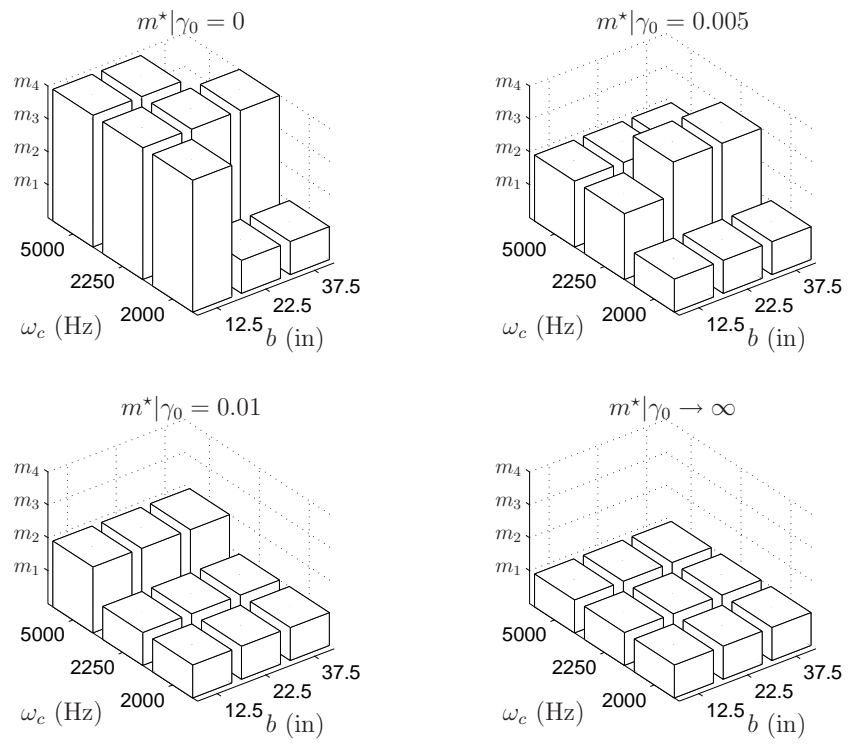 m⋆|γ0 = 0
m4
m3
m2
m1
5000
2250
2000
ωc (Hz)
12.5
22.5
37.5
b (in)
m⋆|γ0 = 0.005
m4
m3
m2
m1
5000
2250
2000
ωc (Hz)
12.5
22.5
37.5
b (in)
m⋆|γ0 = 0.01
m4
m3
m2
m1
5000
2250
2000
ωc (Hz)
12.5
22.5
37.5
b (in)
m⋆|γ0 → ∞
m4
m3
m2
m1
5000
2250
2000
ωc (Hz)
12.5
22.5
37.5
b (in)